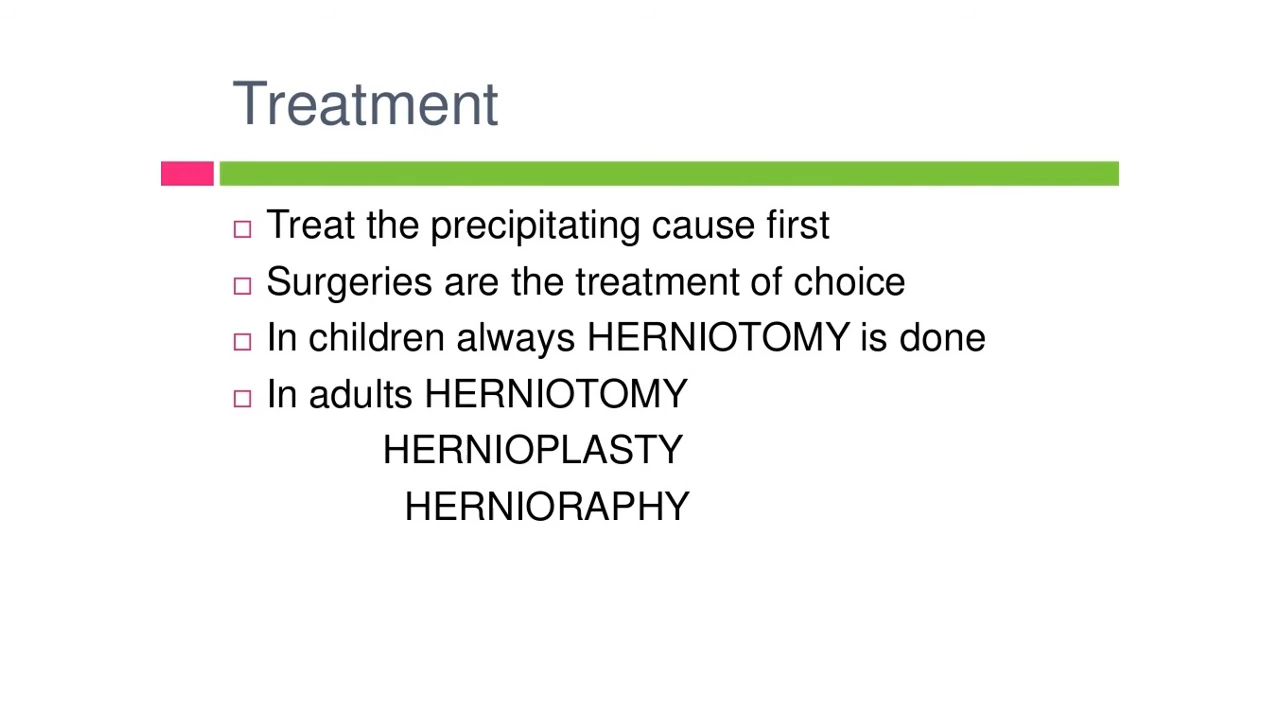 Treatment
Treat the precipitating cause first
Surgeries are the treatment of choice
In children always HERNIOTOMY is done
In adults HERNIOTOMY
HERNIOPLASTY
HERNIORAPHY